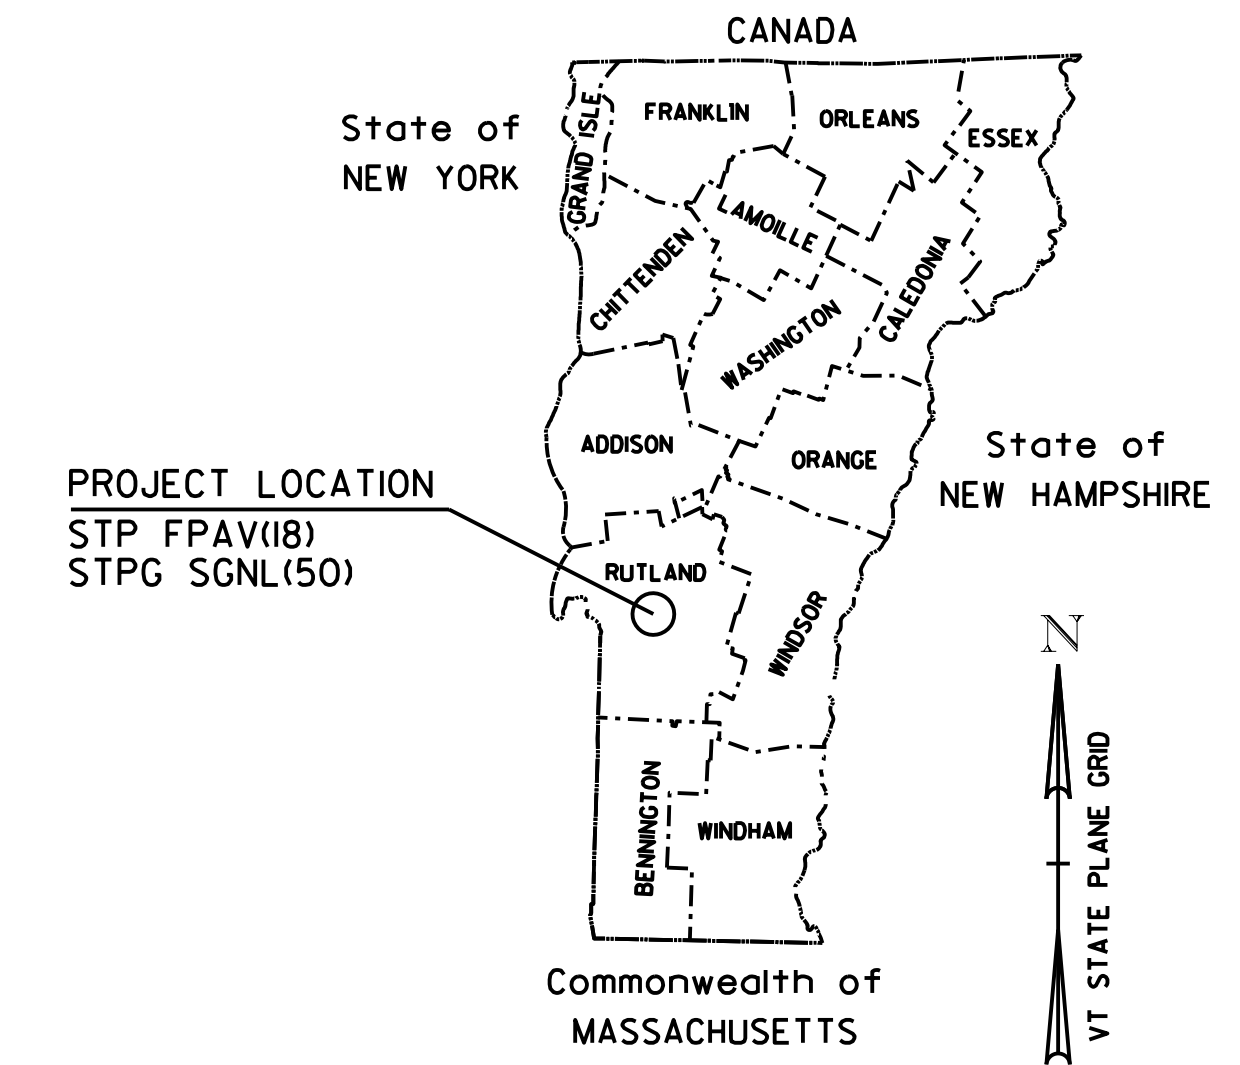 CANADA
State of
NEW YORK
GRAND ISLE
FRANKLIN
ORLEANS
ESSEX
LAMOILLE
CHITTENDEN
CALEDONIA
WASHINGTON
ADDISON
ORANGE
State of
NEW HAMPSHIRE
PROJECT LOCATION
STP FPAV(18)
STPG SGNL(50)
RUTLAND
WINDSOR
N
VT STATE PLANE GRID
BENNINGTON
WINDHAM
Commonwealth of
MASSACHUSETTS